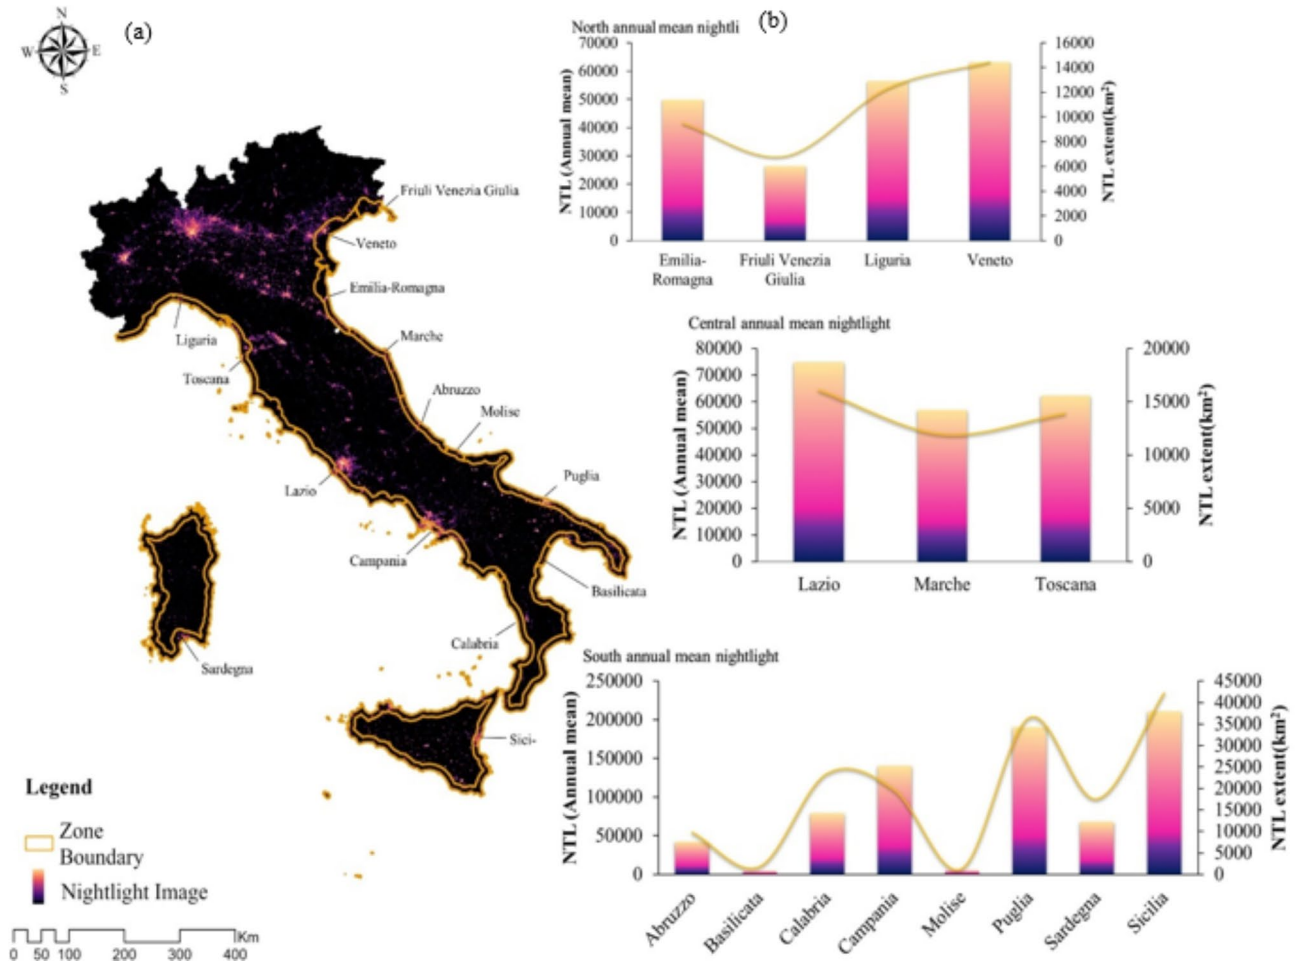 N
W E
S
(a)
Friuli Venezia Giulia
Veneto
Emilia-Romagna
Liguria
Marche
Toscana
Abruzzo
Molise
Lazio
Puglia
Campania
Basilicata
Calabria
Sardegna
Sici-
Legend
Zone
Boundary
Nightlight Image
Km
0 50 100 200 300 400
(b)
North annual mean nightli
NTL (Annual mean)
70000
60000
50000
40000
30000
20000
10000
0
16000
14000
12000
10000
8000
6000
4000
2000
0
NTL extent(km²)
Emilia-
Romagna
Friuli Venezia
Giulia
Liguria
Veneto
Central annual mean nightlight
NTL (Annual mean)
80000
70000
60000
50000
40000
30000
20000
10000
0
20000
15000
10000
5000
0
NTL extent(km²)
Lazio
Marche
Toscana
South annual mean nightlight
NTL (Annual mean)
250000
200000
150000
100000
50000
0
45000
40000
35000
30000
25000
20000
15000
10000
5000
0
NTL extent(km²)
Abruzzo
Basilicata
Calabria
Campania
Molise
Puglia
Sardegna
Sicilia